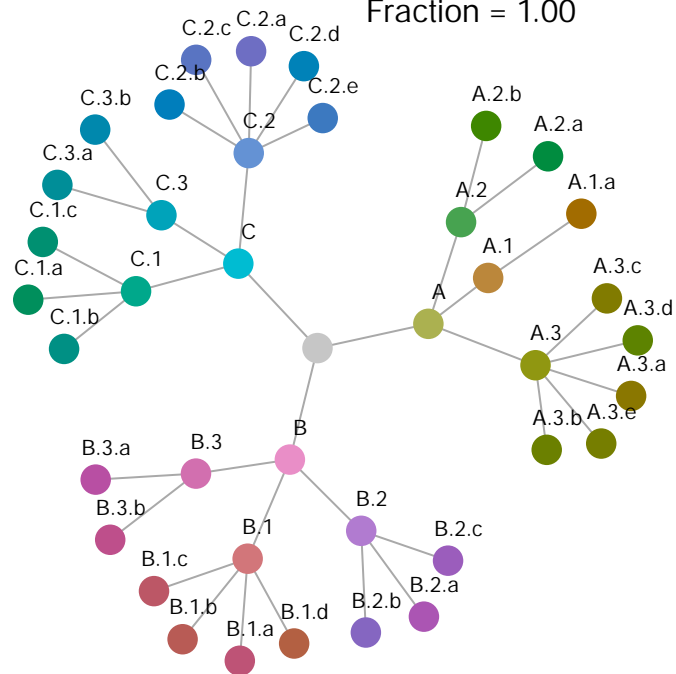 Fraction = 1.00
C.2.a
C.2.c
C.2.d
C.2.b
C.2.e
A.2.b
C.3.b
C.2
A.2.a
C.3.a
C.3
A.2
A.1.a
C.1.c
C
C.1.a
C.1
A.1
A.3.c
A
C.1.b
A.3.d
A.3
A.3.a
A.3.b
A.3.e
B
B.3.a
B.3
B.2
B.3.b
B.1
B.2.c
B.1.c
B.2.a
B.1.b
B.2.b
B.1.d
B.1.a